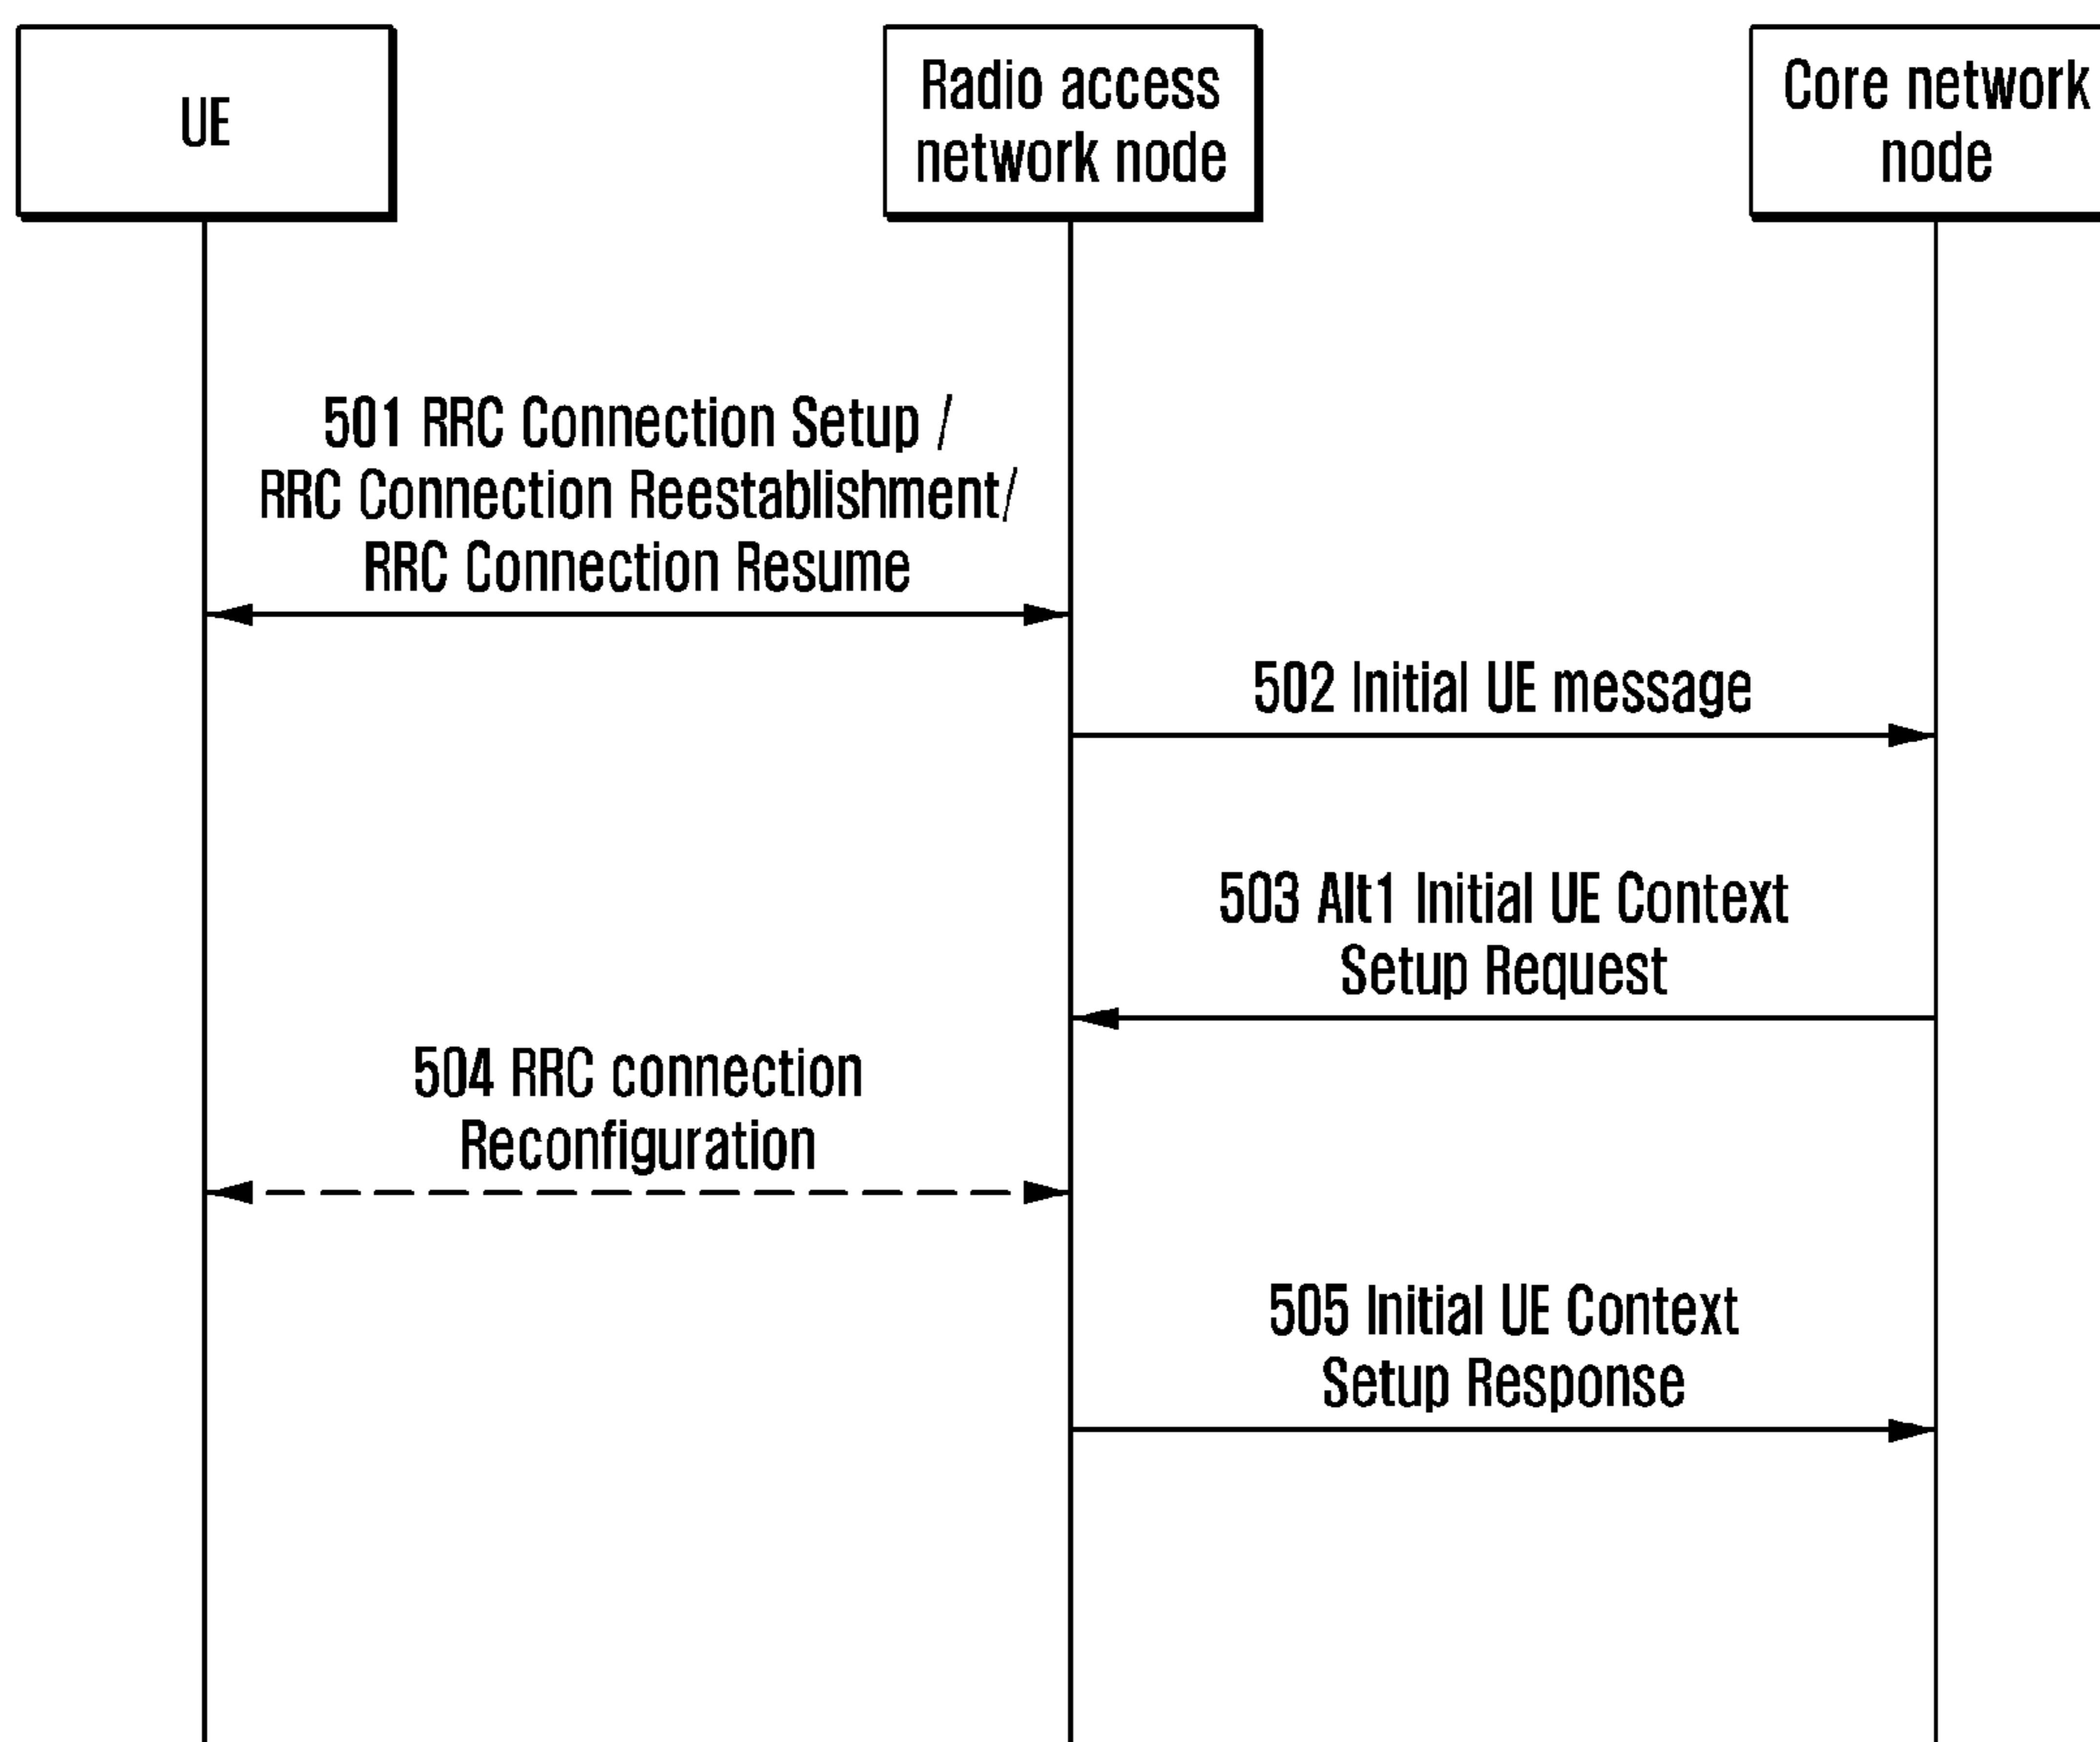 UE
Radio access
network node
Core network
node
501 RRC Connection Setup /
RRC Connection Reestablishment/
RRC Connection Resume
502 Initial UE message
503 Alt1 Initial UE Context
Setup Request
504 RRC connection
Reconfiguration
505 Initial UE Context
Setup Response